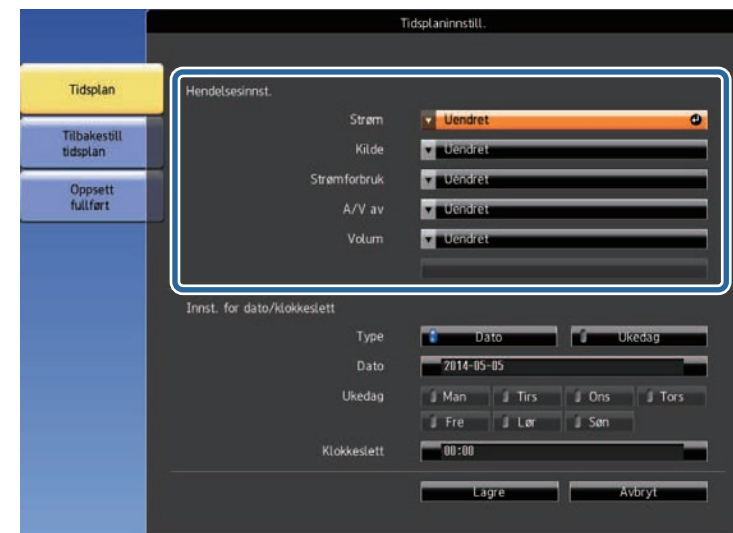 Tidsplaninnstill.
Tidsplan
Tilbakestill
tidsplan
Oppsett
fullført
Hendelsesinnst.
Strøm Uendret
Kilde Uendret
Strømforbruk Uendret
A/V av Uendret
Volum Uendret
Innst. for dato/klokkeslett
Type Dato Ukedag
Dato 2014-05-05
Ukedag Man Tirs Ons Tors
Fre Lør Søn
Klokkeslett 00:00
Lagre Avbryt